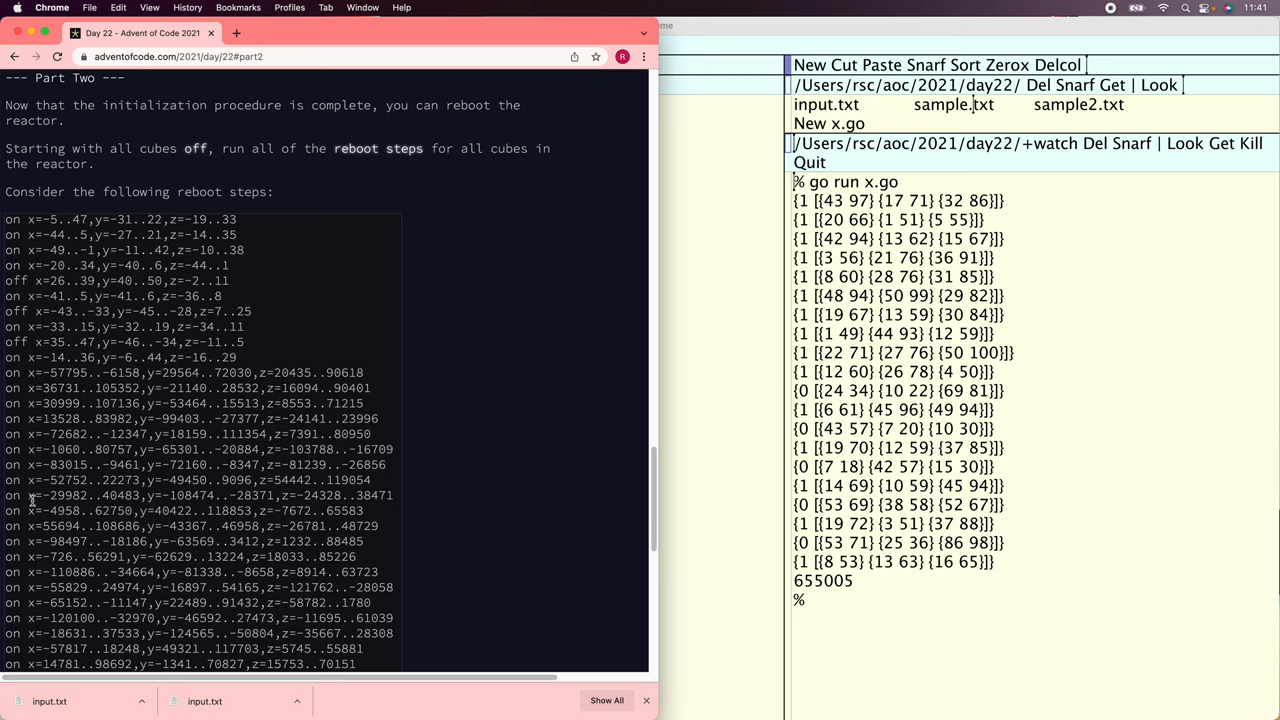 Chrome File Edit View History Bookmarks Profiles Tab Window Help 11:41
Day 22 - Advent of Code 2021
adventofcode.com/2021/day/22#part2 R
--- Part Two ---
Now that the initialization procedure is complete, you can reboot the
reactor.
Starting with all cubes off, run all of the reboot steps for all cubes in
the reactor.
Consider the following reboot steps:
on x=-5..47,y=-31..22,z=-19..33
on x=-44..5,y=-27..21,z=-14..35
on x=-49..-1,y=-11..42,z=-10..38
on x=-20..34,y=-40..6,z=-44..1
off x=26..39,y=40..50,z=-2..11
on x=-41..5,y=-41..6,z=-36..8
off x=-43..-33,y=-45..-28,z=7..25
on x=-33..15,y=-32..19,z=-34..11
off x=35..47,y=-46..-34,z=-11..5
on x=-14..36,y=-6..44,z=-16..29
on x=-57795..-6158,y=29564..72030,z=20435..90618
on x=36731..105352,y=-21140..28532,z=16094..90401
on x=30999..107136,y=-53464..15513,z=8553..71215
on x=13528..83982,y=-99403..-27377,z=-24141..23996
on x=-72682..-12347,y=18159..111354,z=7391..80950
on x=-1060..80757,y=-65301..-20884,z=-103788..-16709
on x=-83015..-9461,y=-72160..-8347,z=-81239..-26856
on x=-52752..22273,y=-49450..9096,z=54442..119054
on x=-29982..40483,y=-108474..-28371,z=-24328..38471
on x=-4958..62750,y=40422..118853,z=-7672..65583
on x=55694..108686,y=-43367..46958,z=-26781..48729
on x=-98497..-18186,y=-63569..3412,z=1232..88485
on x=-726..56291,y=-62629..13224,z=18033..85226
on x=-110886..-34664,y=-81338..-8658,z=8914..63723
on x=-55829..24974,y=-16897..54165,z=-121762..-28058
on x=-65152..-11147,y=22489..91432,z=-58782..1780
on x=-120100..-32970,y=-46592..27473,z=-11695..61039
on x=-18631..37533,y=-124565..-50804,z=-35667..28308
on x=-57817..18248,y=49321..117703,z=5745..55881
on x=14781..98692,y=-1341..70827,z=15753..70151
input.txt input.txt Show All
New Cut Paste Snarf Sort Zerox Delcol
/Users/rsc/aoc/2021/day22/ Del Snarf Get | Look
input.txt sample.txt sample2.txt
New x.go
/Users/rsc/aoc/2021/day22/+watch Del Snarf | Look Get Kill
Quit
% go run x.go
{1 [{43 97} {17 71} {32 86}]}
{1 [{20 66} {1 51} {5 55}]}
{1 [{42 94} {13 62} {15 67}]}
{1 [{3 56} {21 76} {36 91}]}
{1 [{8 60} {28 76} {31 85}]}
{1 [{48 94} {50 99} {29 82}]}
{1 [{19 67} {13 59} {30 84}]}
{1 [{1 49} {44 93} {12 59}]}
{1 [{22 71} {27 76} {50 100}]}
{1 [{12 60} {26 78} {4 50}]}
{0 [{24 34} {10 22} {69 81}]}
{1 [{6 61} {45 96} {49 94}]}
{0 [{43 57} {7 20} {10 30}]}
{1 [{19 70} {12 59} {37 85}]}
{0 [{7 18} {42 57} {15 30}]}
{1 [{14 69} {10 59} {45 94}]}
{0 [{53 69} {38 58} {52 67}]}
{1 [{19 72} {3 51} {37 88}]}
{0 [{53 71} {25 36} {86 98}]}
{1 [{8 53} {13 63} {16 65}]}
655005
%